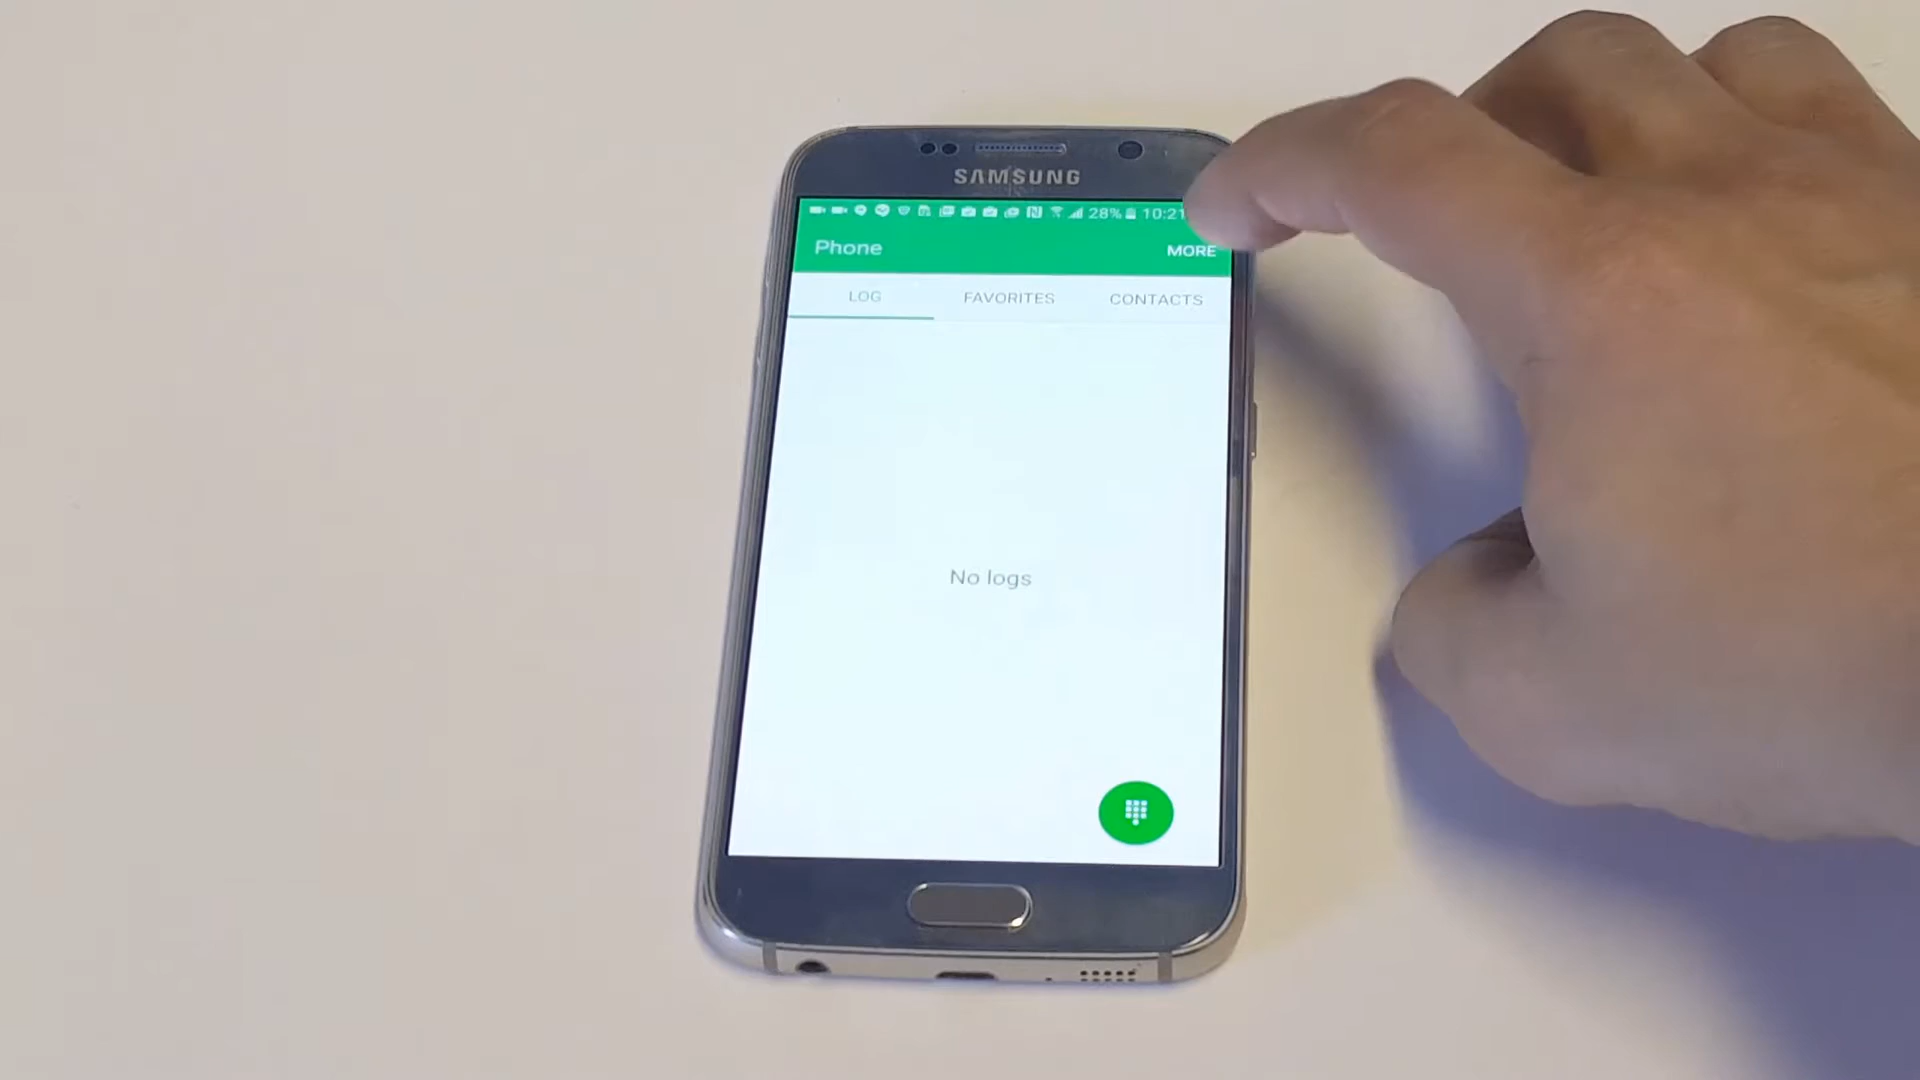 SAMSUNG
28% 10:21
Phone MORE
LOG FAVORITES CONTACTS
No logs